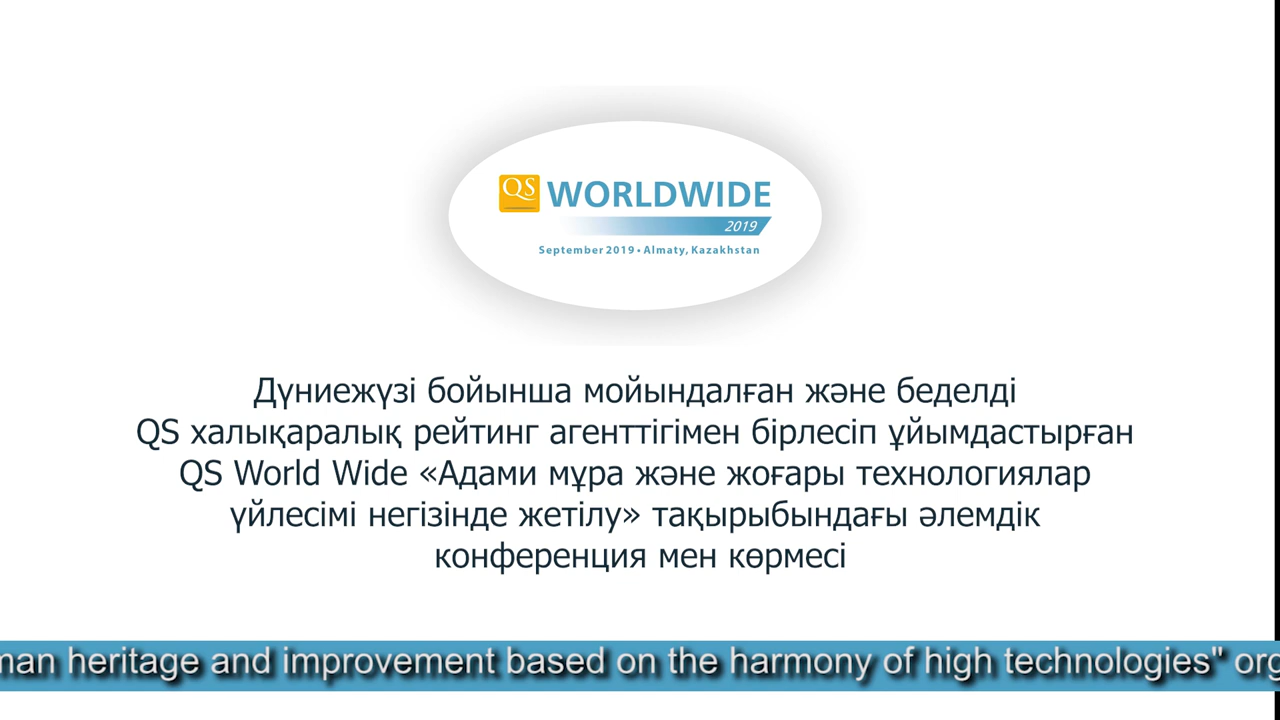 QS WORLDWIDE
2019
September 2019 • Almaty, Kazakhstan
Дүниежүзі бойынша мойындалған және беделді
QS халықаралық рейтинг агенттігімен бірлесіп ұйымдастырған
QS World Wide «Адами мұра және жоғары технологиялар
үйлесімі негізінде жетілу» тақырыбындағы әлемдік
конференция мен көрмесі
heritage and improvement based on the harmony of high technologies"